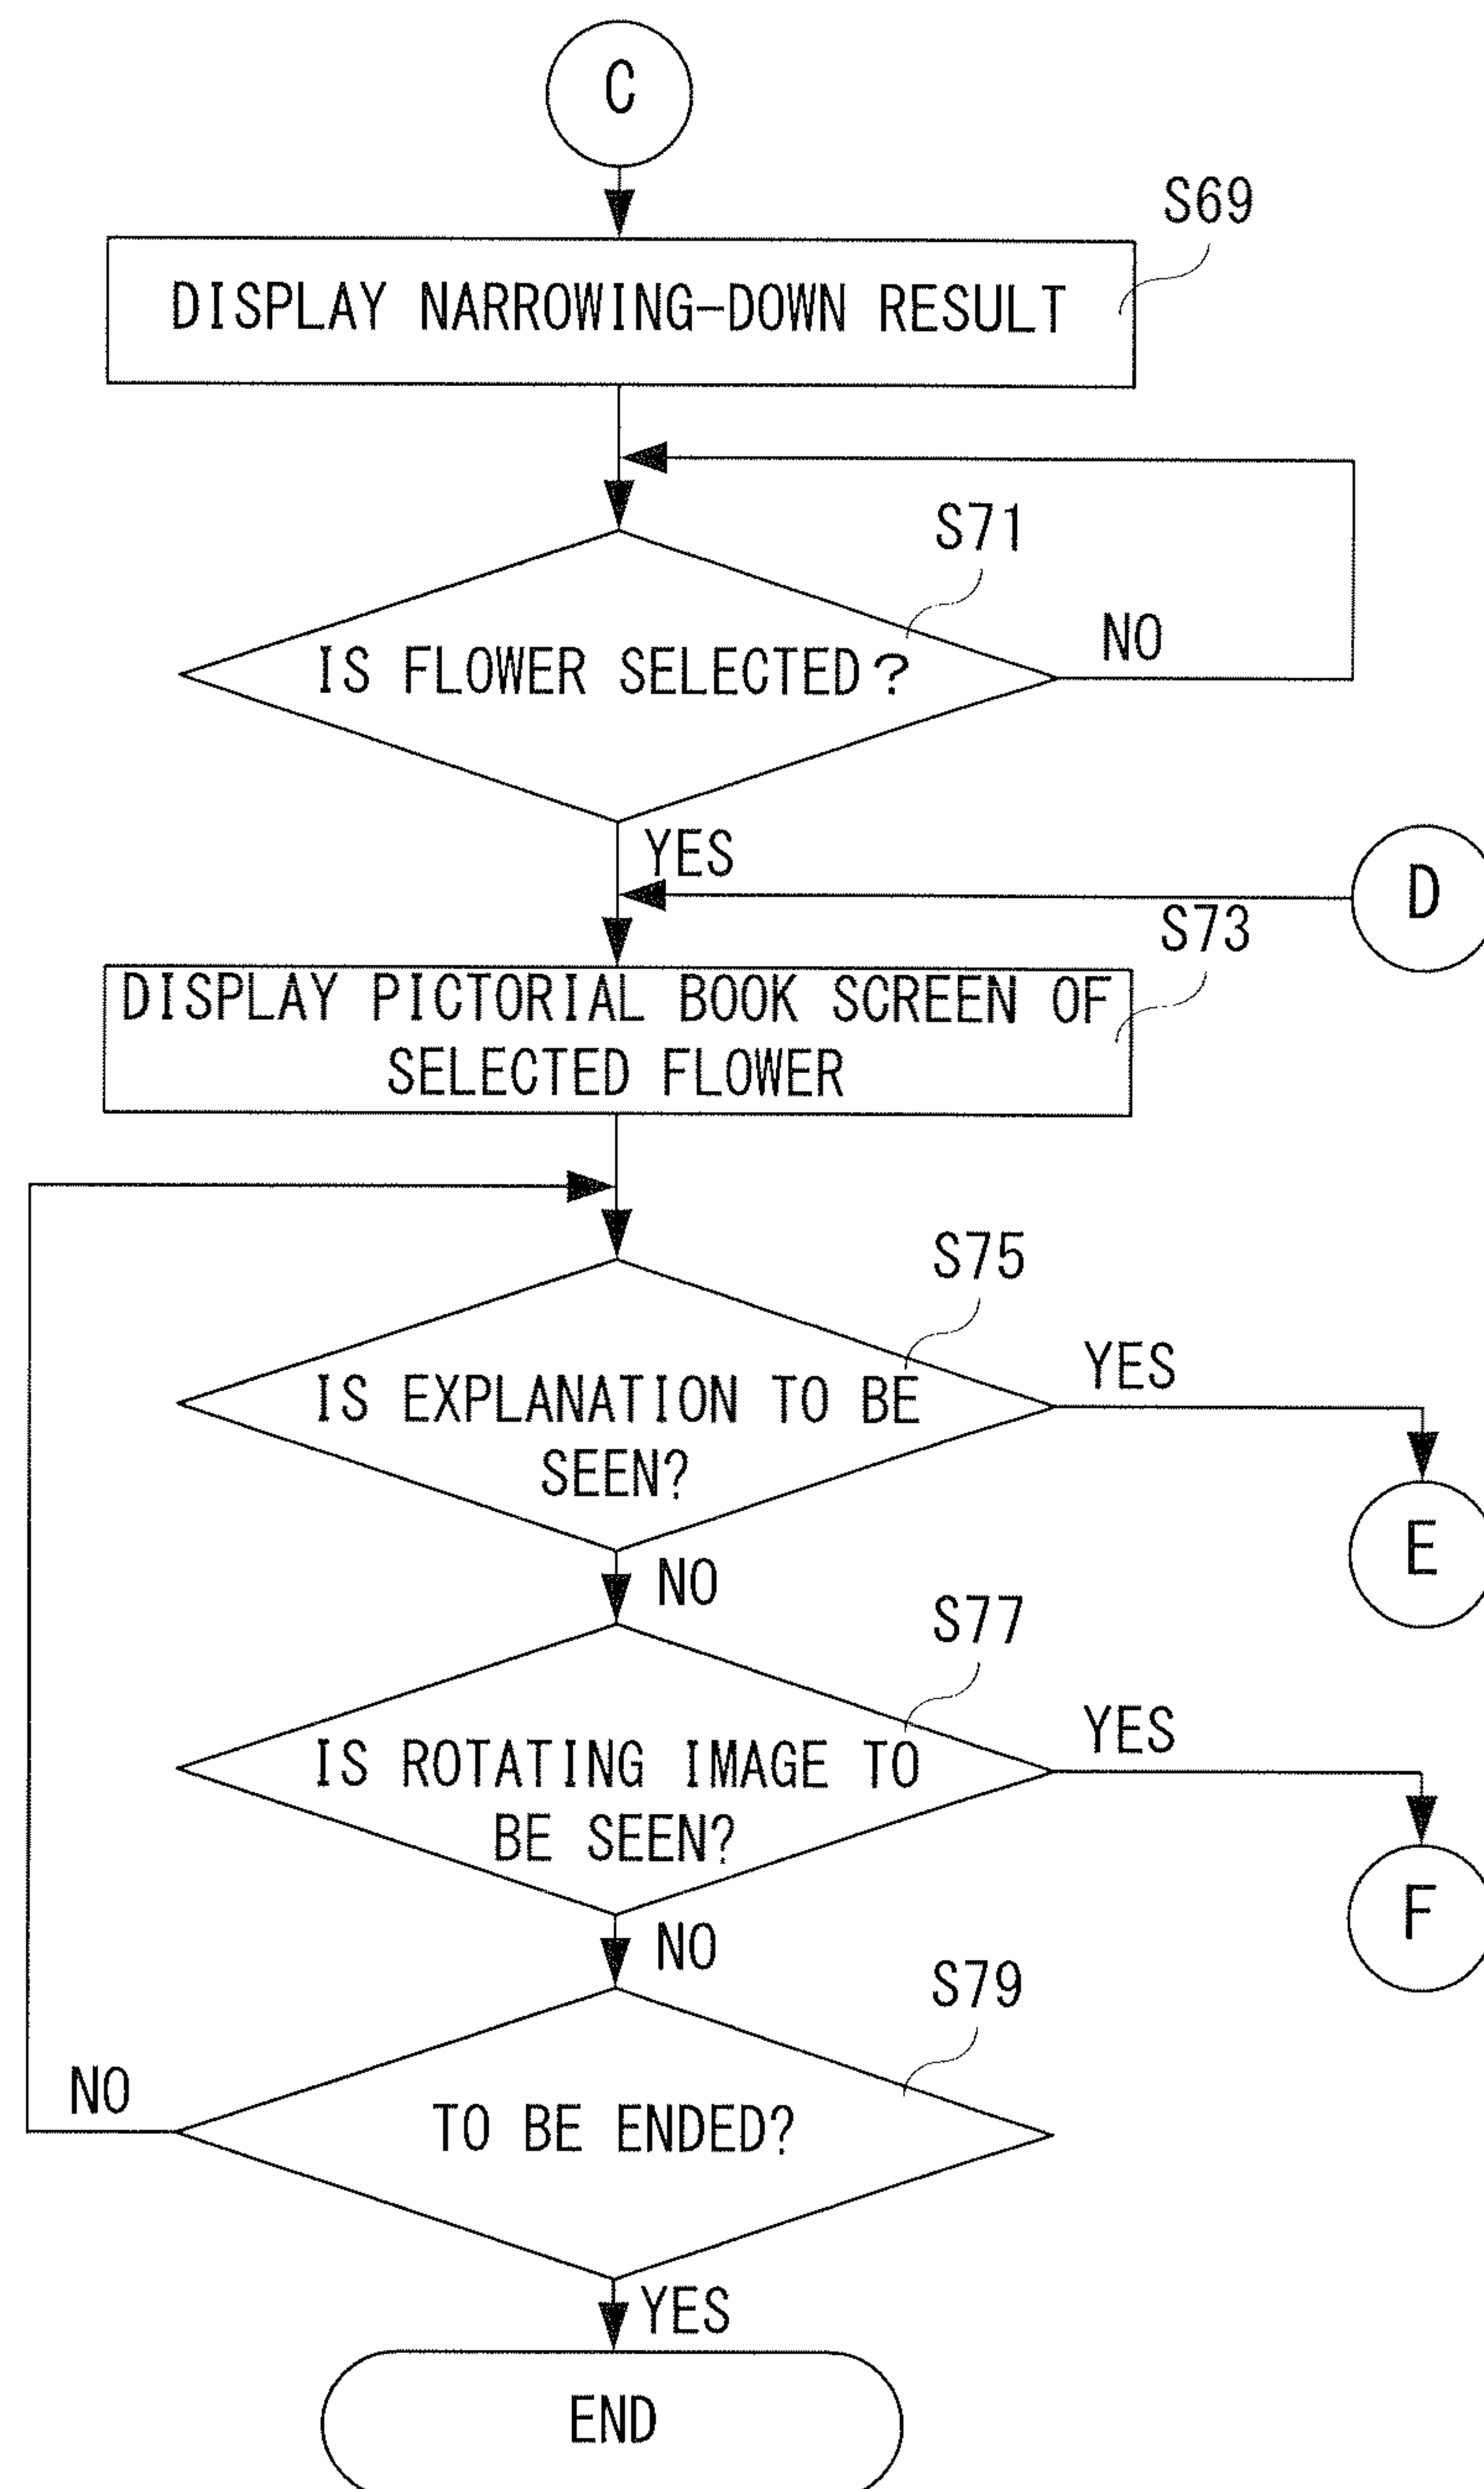 C
S69
DISPLAY NARROWING-DOWN RESULT
S71
IS FLOWER SELECTED?
NO
YES
D
S73
DISPLAY PICTORIAL BOOK SCREEN OF
SELECTED FLOWER
S75
YES
IS EXPLANATION TO BE
SEEN?
E
NO
S77
YES
IS ROTATING IMAGE TO
BE SEEN?
F
NO
S79
NO
TO BE ENDED?
YES
END